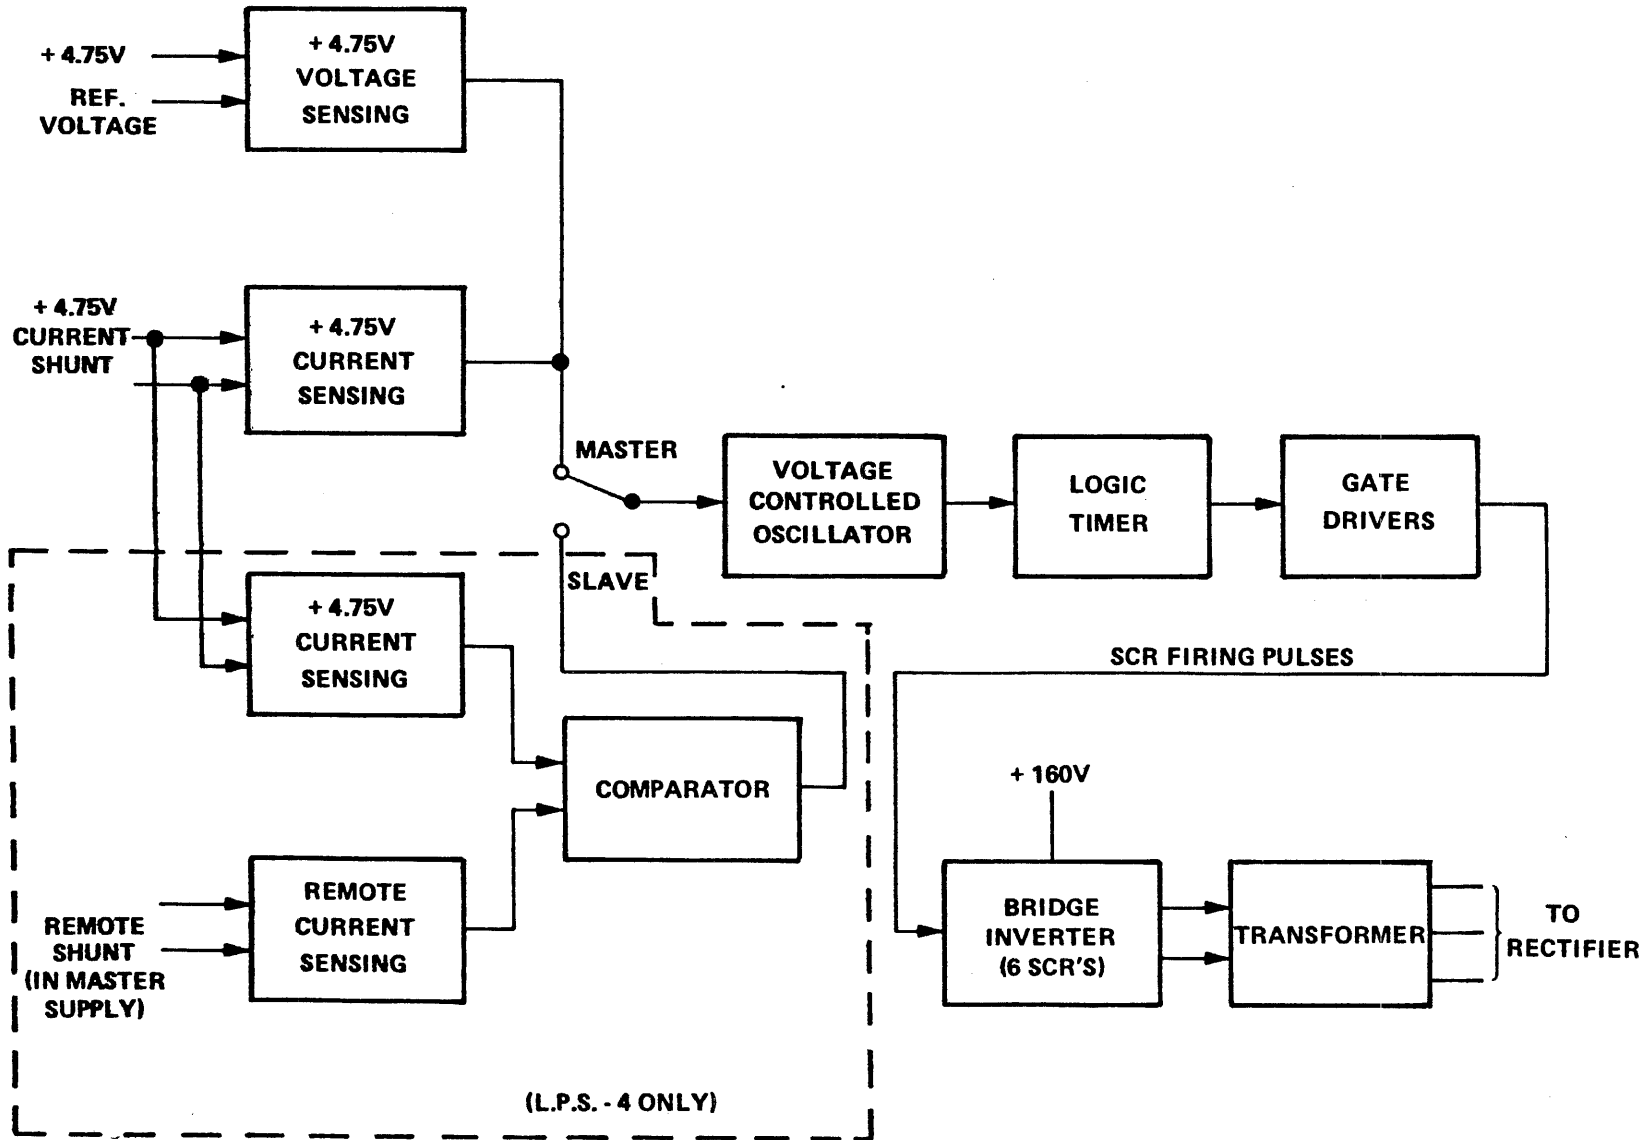 + 4.75V
REF.
VOLTAGE
+ 4.75V
VOLTAGE
SENSING
+ 4.75V
CURRENT
SHUNT
+ 4.75V
CURRENT
SENSING
MASTER
SLAVE
VOLTAGE
CONTROLLED
OSCILLATOR
LOGIC
TIMER
GATE
DRIVERS
+ 4.75V
CURRENT
SENSING
SCR FIRING PULSES
COMPARATOR
+ 160V
REMOTE
SHUNT
(IN MASTER
SUPPLY)
REMOTE
CURRENT
SENSING
BRIDGE
INVERTER
(6 SCR'S)
TRANSFORMER
TO
RECTIFIER
(L.P.S. - 4 ONLY)